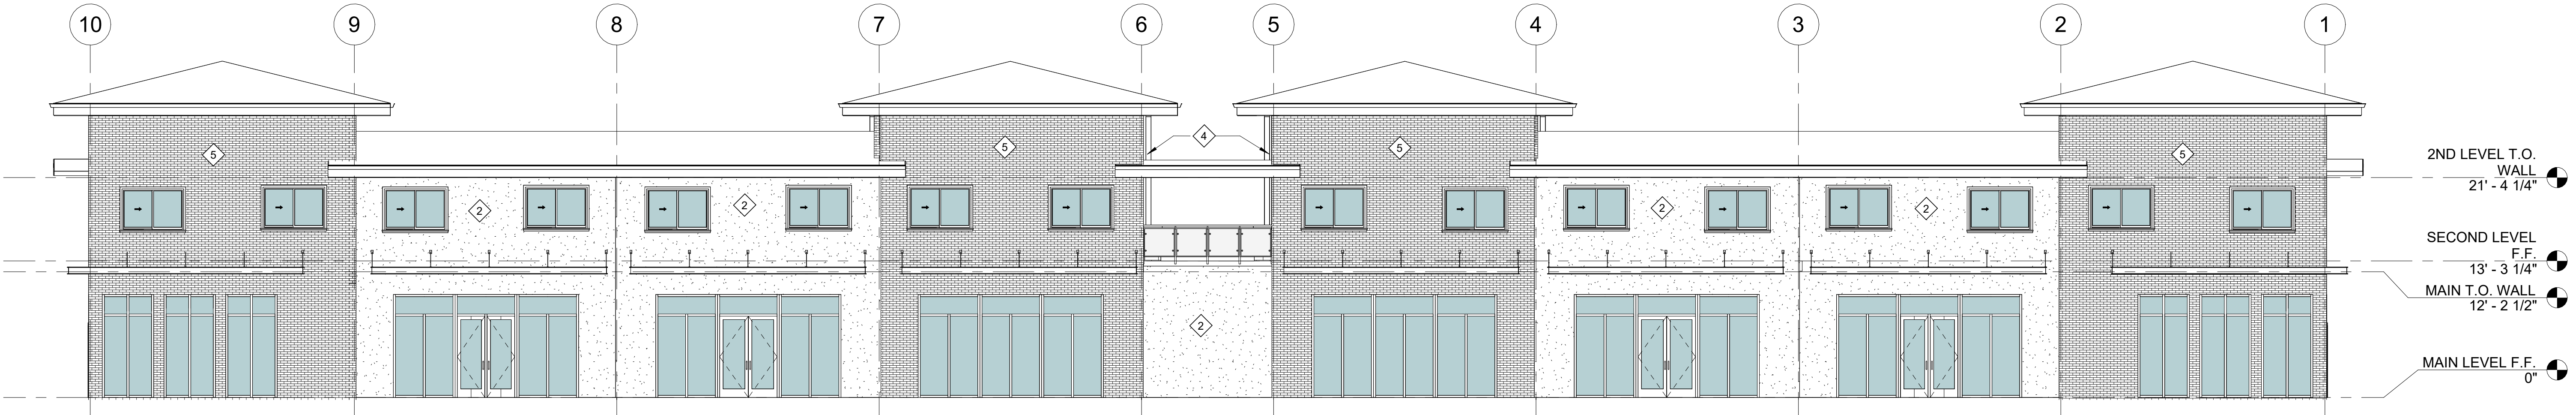 10 9 8 7 6 5 4 3 2 1
4
5 5 5 5
2 2 2 2
2ND LEVEL T.O.
WALL
21' - 4 1/4"
SECOND LEVEL
F.F.
13' - 3 1/4"
MAIN T.O. WALL
12' - 2 1/2"
2
MAIN LEVEL F.F.
0"